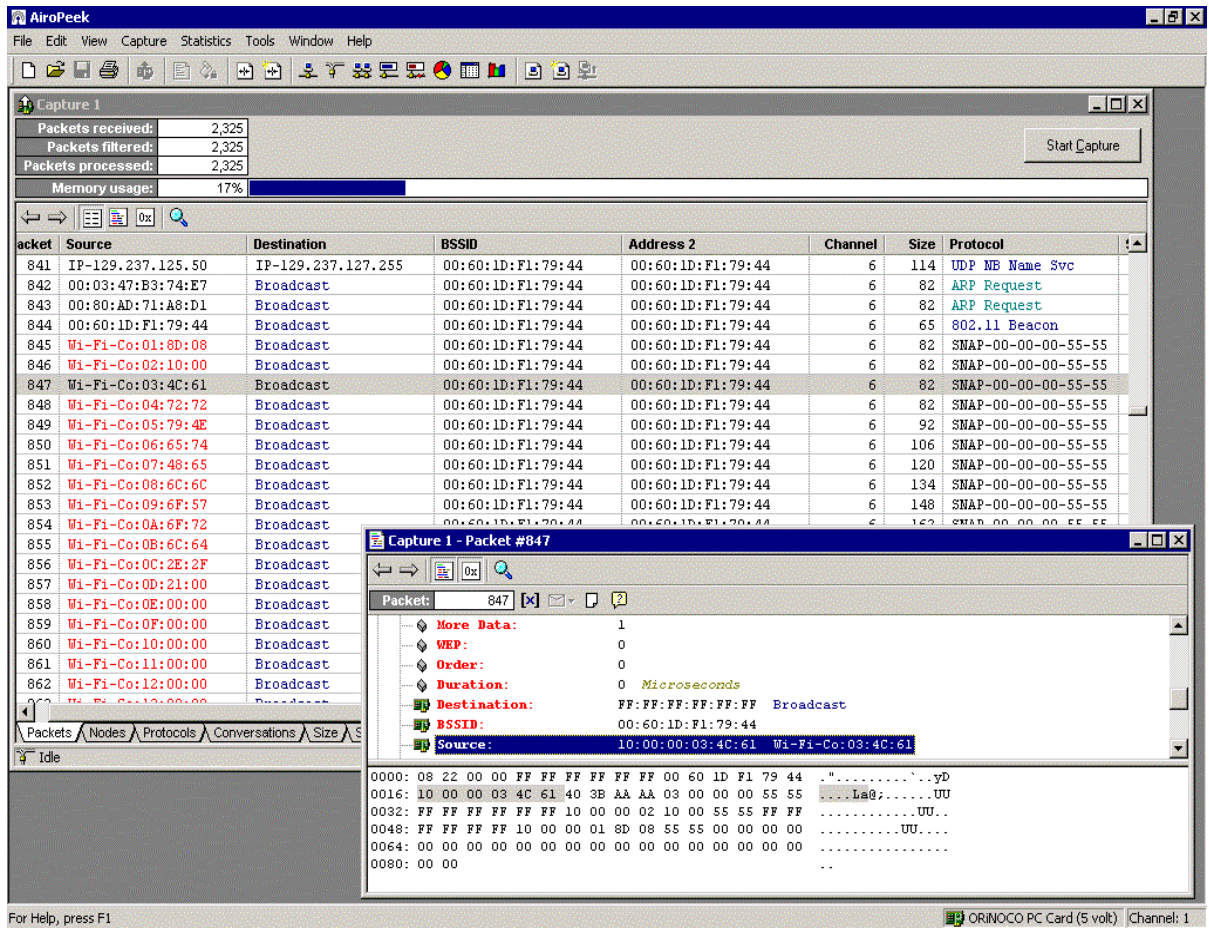 AiroPeek
File Edit View Capture Statistics Tools Window Help
Capture 1
Packets received: 2,325
Packets filtered: 2,325
Packets processed: 2,325
Start Capture
Memory usage: 17%
0x
acket Source Destination BSSID Address 2 Channel Size Protocol
841 IP-129.237.125.50 IP-129.237.127.255 00:60:1D:F1:79:44 00:60:1D:F1:79:44 6 114 UDP NB Name Svc
842 00:03:47:B3:74:E7 Broadcast 00:60:1D:F1:79:44 00:60:1D:F1:79:44 6 82 ARP Request
843 00:80:AD:71:A8:D1 Broadcast 00:60:1D:F1:79:44 00:60:1D:F1:79:44 6 82 ARP Request
844 00:60:1D:F1:79:44 Broadcast 00:60:1D:F1:79:44 00:60:1D:F1:79:44 6 65 802.11 Beacon
845 Wi-Fi-Co:01:8D:08 Broadcast 00:60:1D:F1:79:44 00:60:1D:F1:79:44 6 82 SNAP-00-00-00-55-55
846 Wi-Fi-Co:02:10:00 Broadcast 00:60:1D:F1:79:44 00:60:1D:F1:79:44 6 82 SNAP-00-00-00-55-55
847 Wi-Fi-Co:03:4C:61 Broadcast 00:60:1D:F1:79:44 00:60:1D:F1:79:44 6 82 SNAP-00-00-00-55-55
848 Wi-Fi-Co:04:72:72 Broadcast 00:60:1D:F1:79:44 00:60:1D:F1:79:44 6 82 SNAP-00-00-00-55-55
849 Wi-Fi-Co:05:79:4E Broadcast 00:60:1D:F1:79:44 00:60:1D:F1:79:44 6 92 SNAP-00-00-00-55-55
850 Wi-Fi-Co:06:65:74 Broadcast 00:60:1D:F1:79:44 00:60:1D:F1:79:44 6 106 SNAP-00-00-00-55-55
851 Wi-Fi-Co:07:48:65 Broadcast 00:60:1D:F1:79:44 00:60:1D:F1:79:44 6 120 SNAP-00-00-00-55-55
852 Wi-Fi-Co:08:6C:6C Broadcast 00:60:1D:F1:79:44 00:60:1D:F1:79:44 6 134 SNAP-00-00-00-55-55
853 Wi-Fi-Co:09:6F:57 Broadcast 00:60:1D:F1:79:44 00:60:1D:F1:79:44 6 148 SNAP-00-00-00-55-55
854 Wi-Fi-Co:0A:6F:72 Broadcast 00:60:1D:F1:79:44 00:60:1D:F1:79:44 6 162 SNAP-00-00-00-55-55
855 Wi-Fi-Co:0B:6C:64 Broadcast
856 Wi-Fi-Co:0C:2E:2F Broadcast
857 Wi-Fi-Co:0D:21:00 Broadcast
858 Wi-Fi-Co:0E:00:00 Broadcast
859 Wi-Fi-Co:0F:00:00 Broadcast
860 Wi-Fi-Co:10:00:00 Broadcast
861 Wi-Fi-Co:11:00:00 Broadcast
862 Wi-Fi-Co:12:00:00 Broadcast
Packets Nodes Protocols Conversations Size
Idle
Capture 1 - Packet #847
0x
Packet: 847
More Data: 1
WEP: 0
Order: 0
Duration: 0 Microseconds
Destination: FF:FF:FF:FF:FF:FF Broadcast
BSSID: 00:60:1D:F1:79:44
Source: 10:00:00:03:4C:61 Wi-Fi-Co:03:4C:61
0000: 08 22 00 00 FF FF FF FF FF FF 00 60 1D F1 79 44 .".........`..yD
0016: 10 00 00 03 4C 61 40 3B AA AA 03 00 00 00 55 55 ....La@;......UU
0032: FF FF FF FF FF FF 10 00 00 02 10 00 55 55 FF FF ............UU..
0048: FF FF FF FF 10 00 00 01 8D 08 55 55 00 00 00 00 ..........UU....
0064: 00 00 00 00 00 00 00 00 00 00 00 00 00 00 00 00 ................
0080: 00 00 ..
For Help, press F1
ORiNOCO PC Card (5 volt) Channel: 1